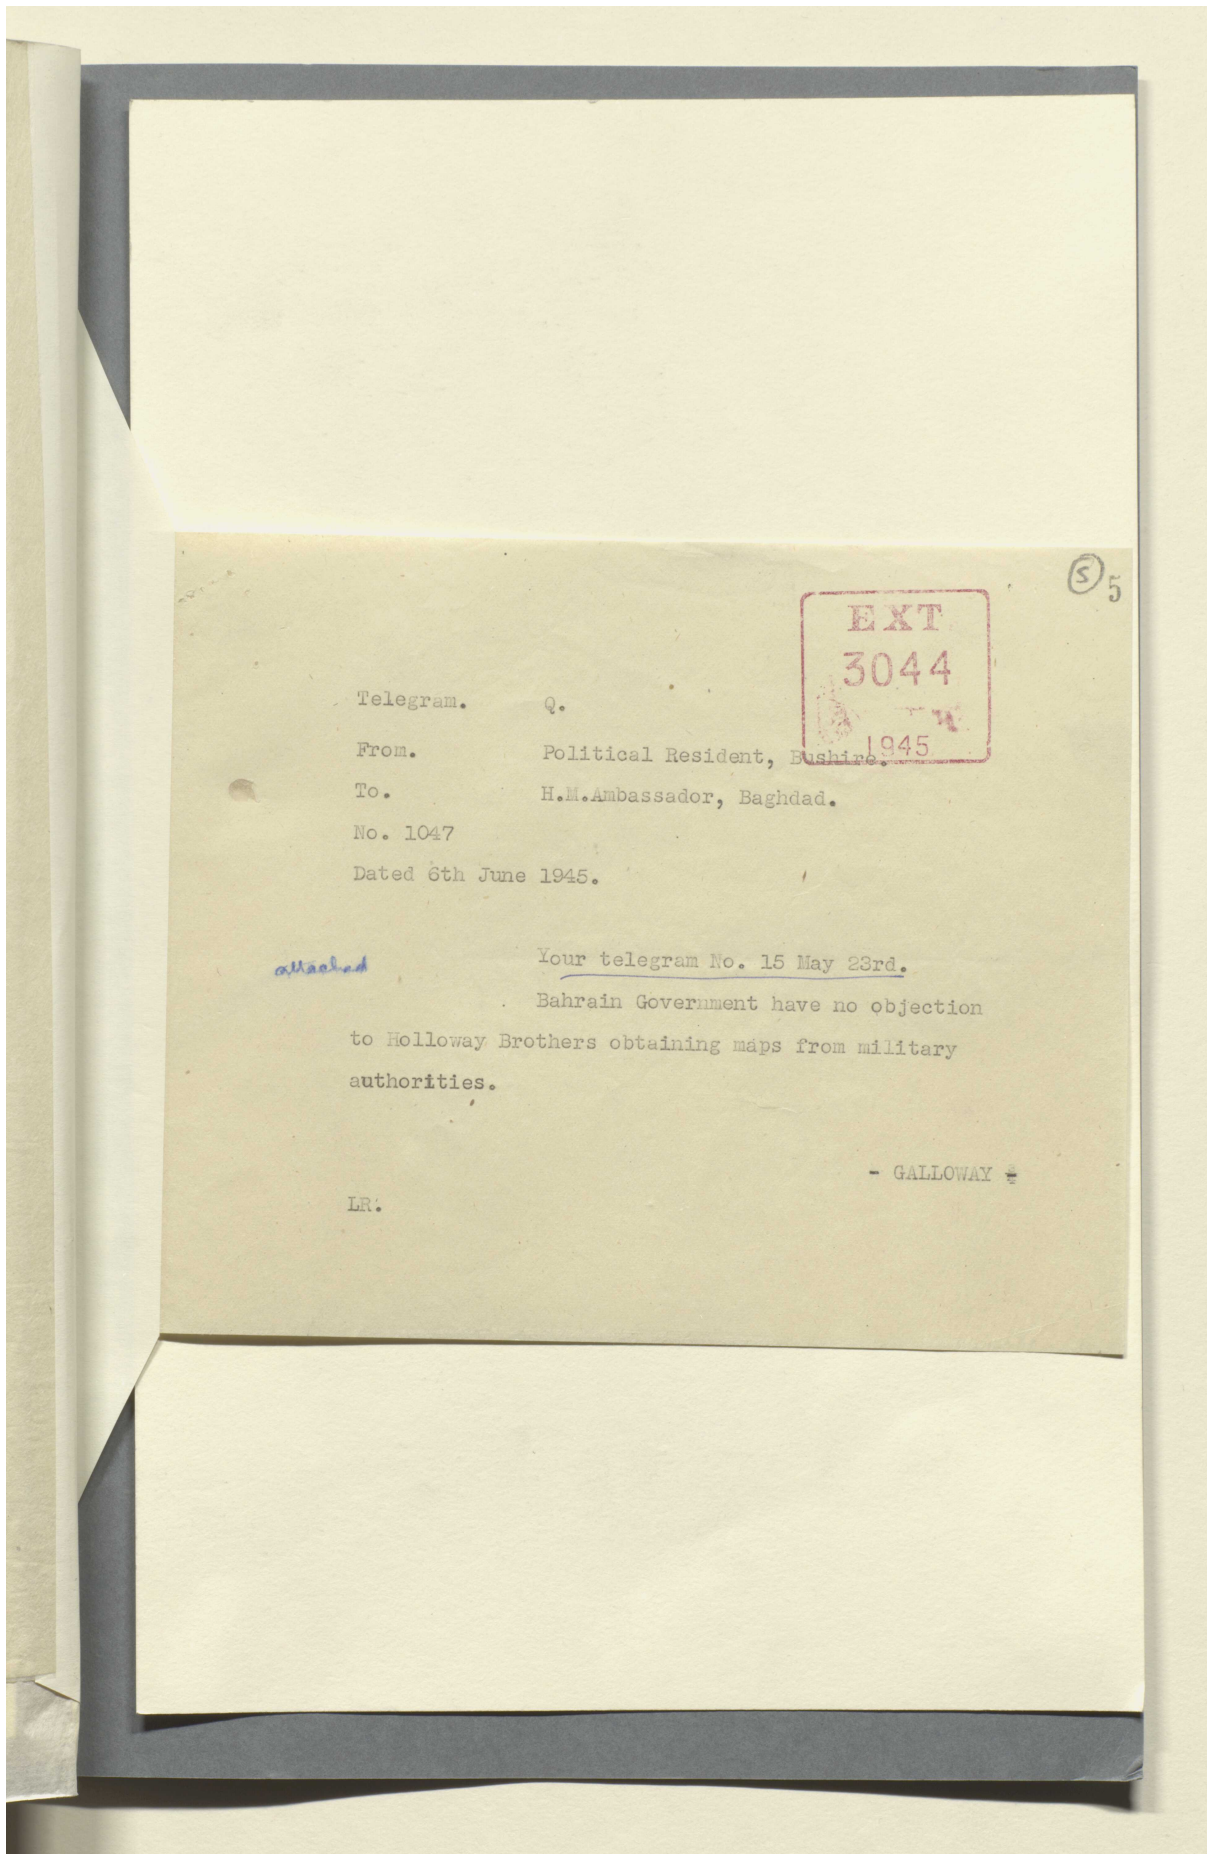 5 5
EXT
3044
1945
Telegram. Q.
From. Political Resident, Bushire.
To. H.M.Ambassador, Baghdad.
No. 1047
Dated 6th June 1945.
attached
Your telegram No. 15 May 23rd.
Bahrain Government have no objection
to Holloway Brothers obtaining maps from military
authorities.
- GALLOWAY -
LR.